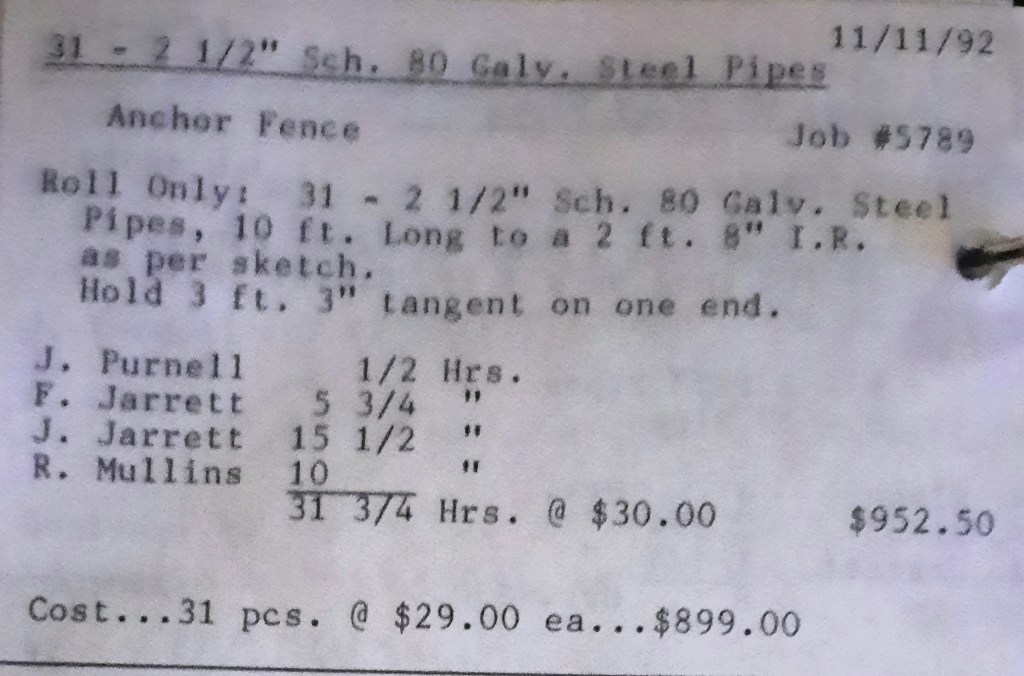 11/11/92
31 - 2 1/2" Sch. 80 Galv. Steel Pipes
Anchor Fence Job #5789
Roll Only: 31 - 2 1/2" Sch. 80 Galv. Steel
Pipes, 10 ft. Long to a 2 ft. 8" I.R.
as per sketch.
Hold 3 ft. 3" tangent on one end.
J. Purnell 1/2 Hrs.
F. Jarrett 5 3/4 "
J. Jarrett 15 1/2 "
R. Mullins 10 "
31 3/4 Hrs. @ $30.00 $952.50
Cost...31 pcs. @ $29.00 ea...$899.00